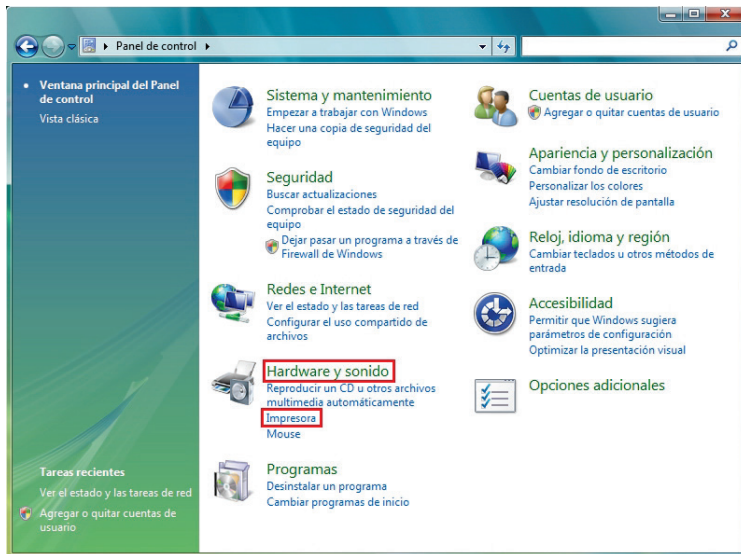 Panel de control
Ventana principal del Panel
de control
Vista clásica
Sistema y mantenimiento
Empezar a trabajar con Windows
Hacer una copia de seguridad del
equipo
Seguridad
Buscar actualizaciones
Comprobar el estado de seguridad del
equipo
Dejar pasar un programa a través de
Firewall de Windows
Redes e Internet
Ver el estado y las tareas de red
Configurar el uso compartido de
archivos
Hardware y sonido
Reproducir un CD u otros archivos
multimedia automáticamente
Impresora
Mouse
Programas
Desinstalar un programa
Cambiar programas de inicio
Cuentas de usuario
Agregar o quitar cuentas de usuario
Apariencia y personalización
Cambiar fondo de escritorio
Personalizar los colores
Ajustar resolución de pantalla
Reloj, idioma y región
Cambiar teclados u otros métodos de
entrada
Accesibilidad
Permitir que Windows sugiera
parámetros de configuración
Optimizar la presentación visual
Opciones adicionales
Tareas recientes
Ver el estado y las tareas de red
Agregar o quitar cuentas de
usuario